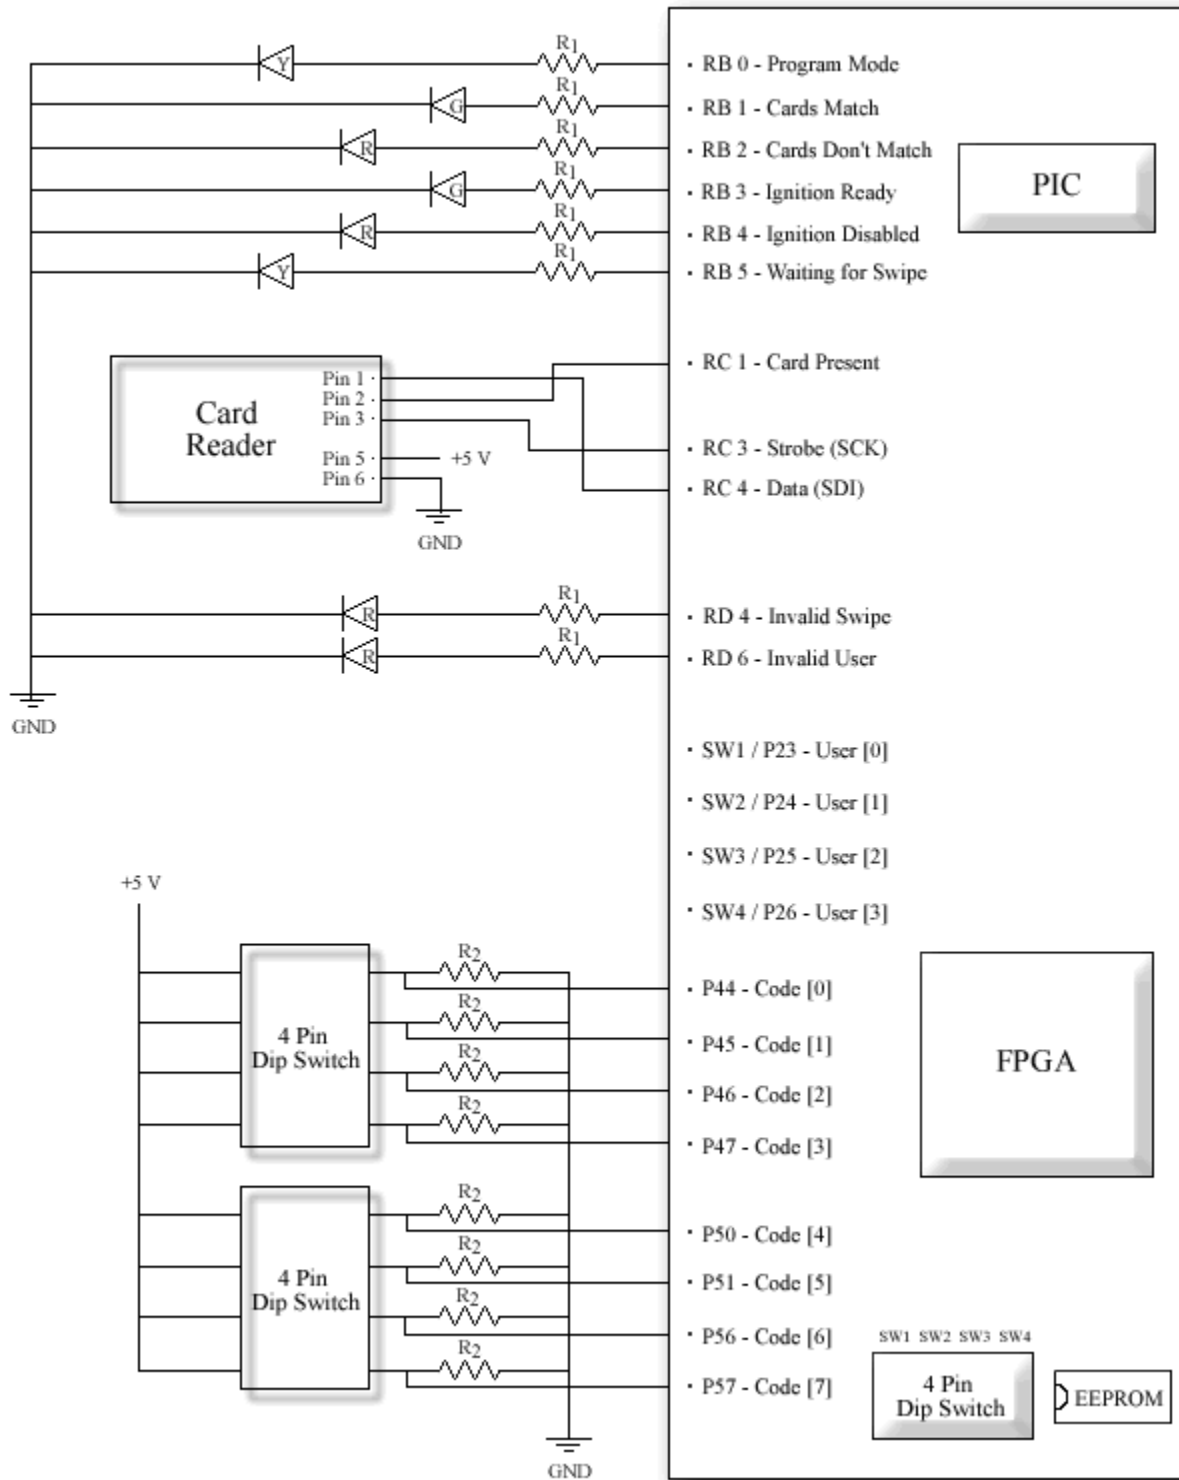 R1
Y
RB 0 - Program Mode
R1
G
RB 1 - Cards Match
R1
R
RB 2 - Cards Don't Match
R1
G
RB 3 - Ignition Ready
R1
R
RB 4 - Ignition Disabled
R1
Y
RB 5 - Waiting for Swipe
PIC
Card
Reader
Pin 1
Pin 2
Pin 3
Pin 5
Pin 6
+5 V
GND
RC 1 - Card Present
RC 3 - Strobe (SCK)
RC 4 - Data (SDI)
R1
R
RD 4 - Invalid Swipe
R1
R
RD 6 - Invalid User
GND
SW1 / P23 - User [0]
SW2 / P24 - User [1]
SW3 / P25 - User [2]
SW4 / P26 - User [3]
+5 V
4 Pin
Dip Switch
R2
P44 - Code [0]
R2
P45 - Code [1]
R2
P46 - Code [2]
R2
P47 - Code [3]
FPGA
4 Pin
Dip Switch
R2
P50 - Code [4]
R2
P51 - Code [5]
R2
P56 - Code [6]
R2
P57 - Code [7]
GND
SW1 SW2 SW3 SW4
4 Pin
Dip Switch
EEPROM